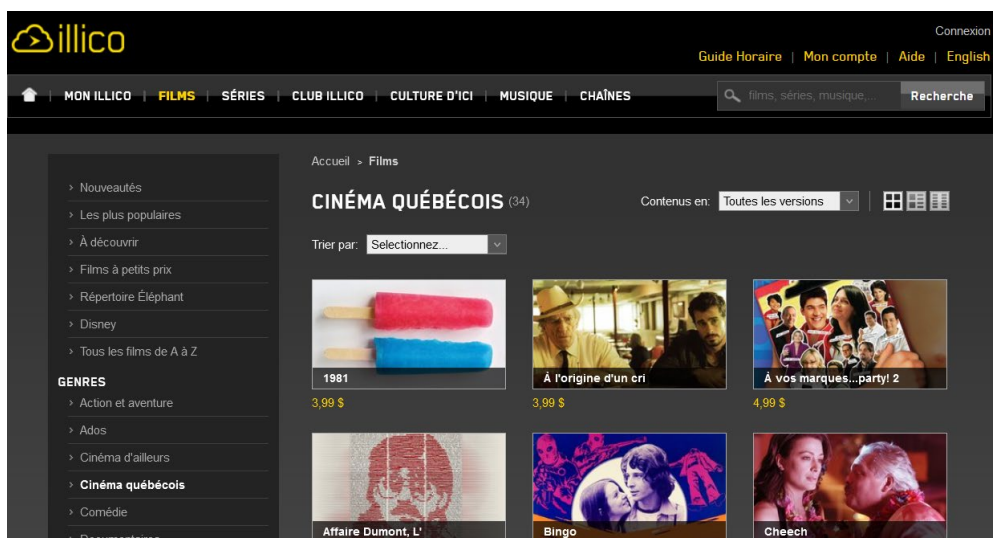 illico
Connexion
Guide Horaire | Mon compte | Aide | English
MON ILLICO | FILMS | SÉRIES | CLUB ILLICO | CULTURE D'ICI | MUSIQUE | CHAÎNES
films, séries, musique,...
Recherche
Accueil > Films
CINÉMA QUÉBÉCOIS (34)
Contenus en: Toutes les versions
Trier par: Selectionnez...
> Nouveautés
> Les plus populaires
> À découvrir
> Films à petits prix
> Répertoire Éléphant
> Disney
> Tous les films de A à Z
GENRES
> Action et aventure
> Ados
> Cinéma d'ailleurs
> Cinéma québécois
> Comédie
> Documentaires
1981
3,99 $
À l'origine d'un cri
3,99 $
À vos marques...party! 2
4,99 $
Affaire Dumont, L'
Bingo
Cheech